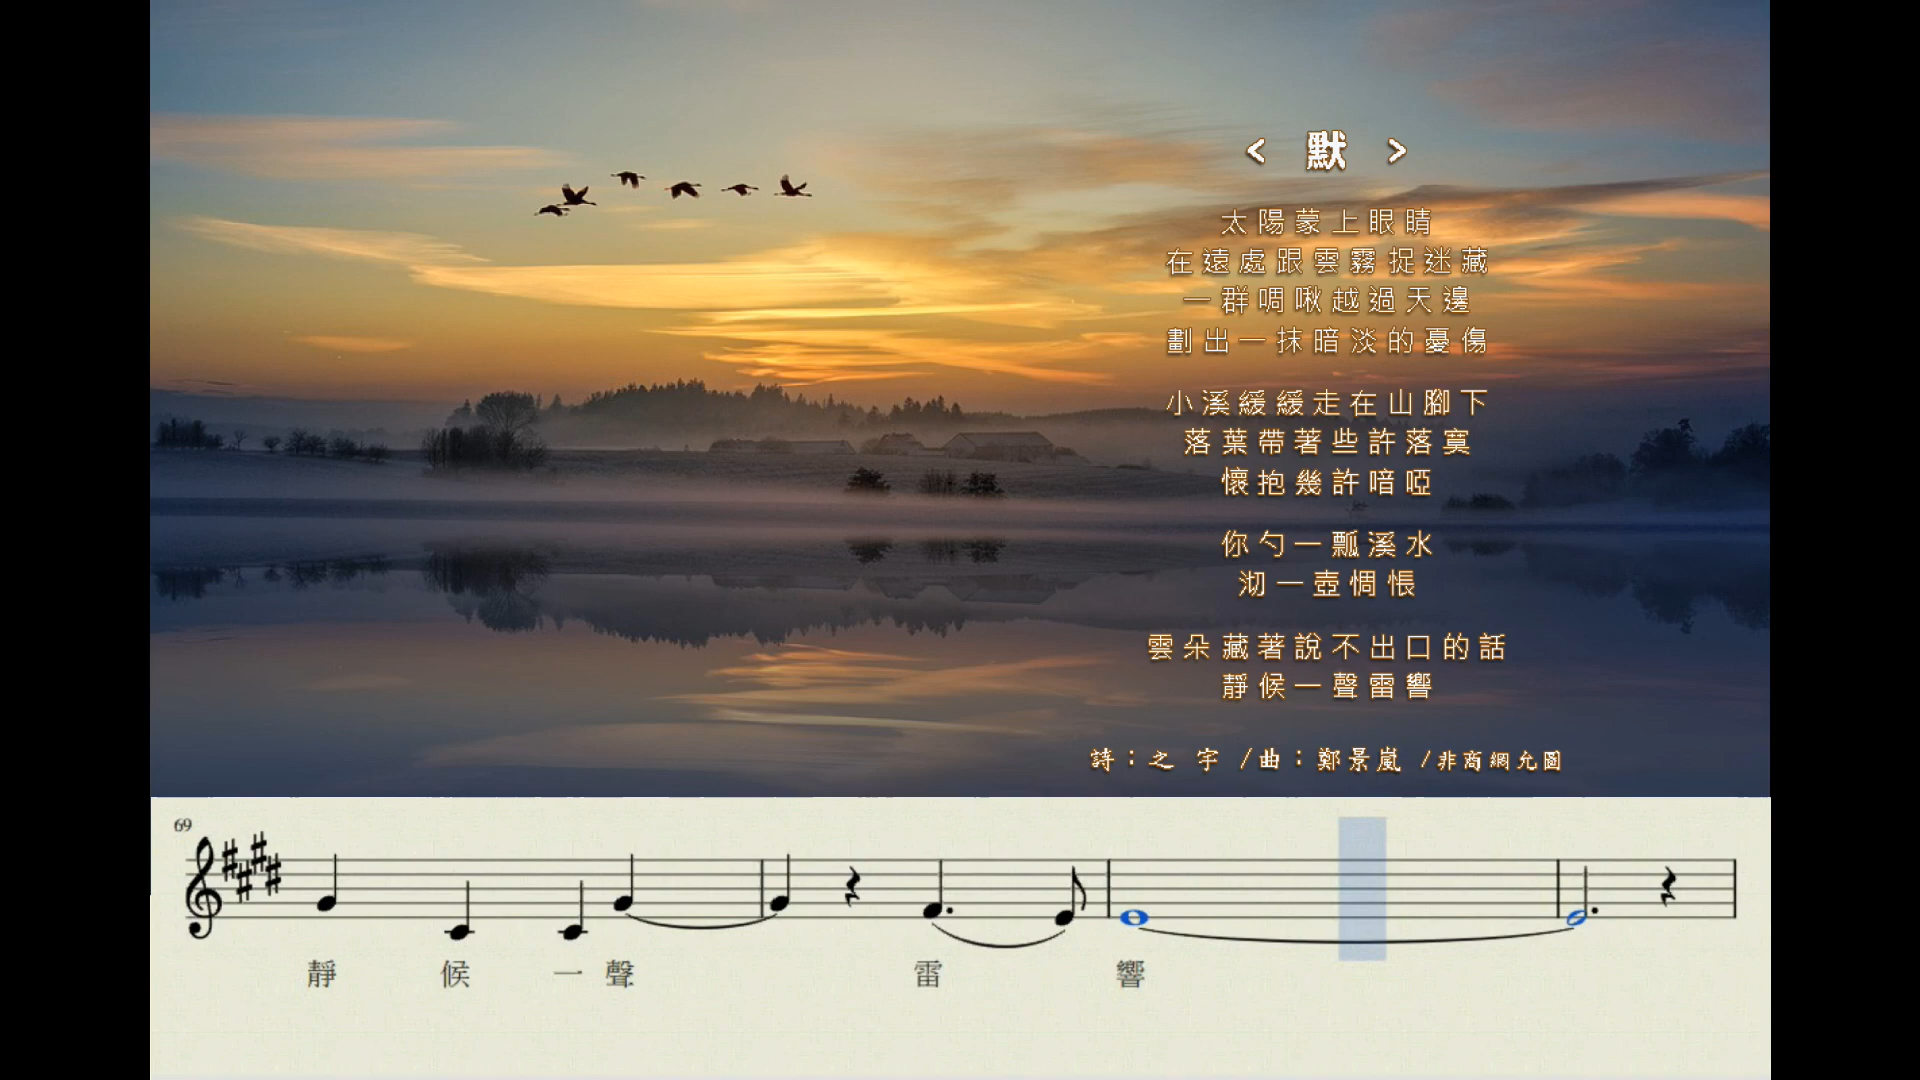 < 默 >
太陽蒙上眼睛
在遠處跟雲霧捉迷藏
一群啁啾越過天邊
劃出一抹暗淡的憂傷
小溪緩緩走在山腳下
落葉帶著些許落寞
懷抱幾許喑啞
你勺一瓢溪水
沏一壺惆悵
雲朵藏著說不出口的話
靜候一聲雷響
詩：之 宇 /曲：鄭景嵐 /非商網允圖
69
靜 候 一 聲 雷 響